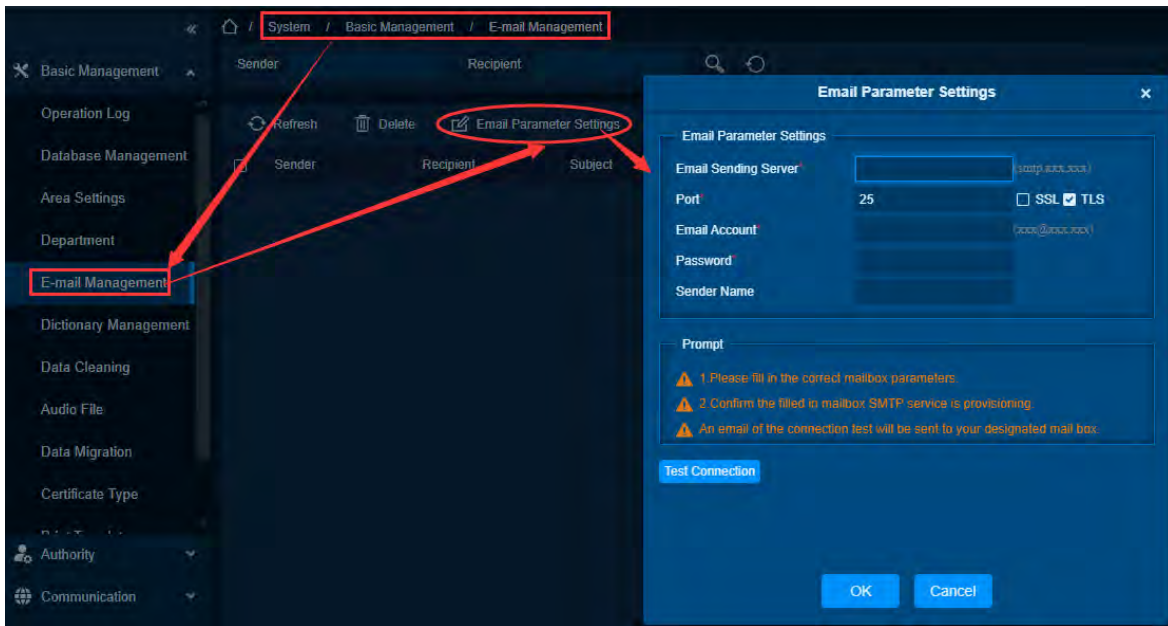 « / System / Basic Management / E-mail Management
Basic Management
Operation Log
Database Management
Area Settings
Department
E-mail Management
Dictionary Management
Data Cleaning
Audio File
Data Migration
Certificate Type
Authority
Communication
Sender Recipient
Refresh Delete Email Parameter Settings
Sender Recipient Subject
Email Parameter Settings ×
Email Parameter Settings
Email Sending Server* (smtp.xxx.xxx)
Port* 25 SSL TLS
Email Account* (xxx@xxx.xxx)
Password*
Sender Name
Prompt
1.Please fill in the correct mailbox parameters.
2.Confirm the filled in mailbox SMTP service is provisioning.
An email of the connection test will be sent to your designated mail box.
Test Connection
OK Cancel